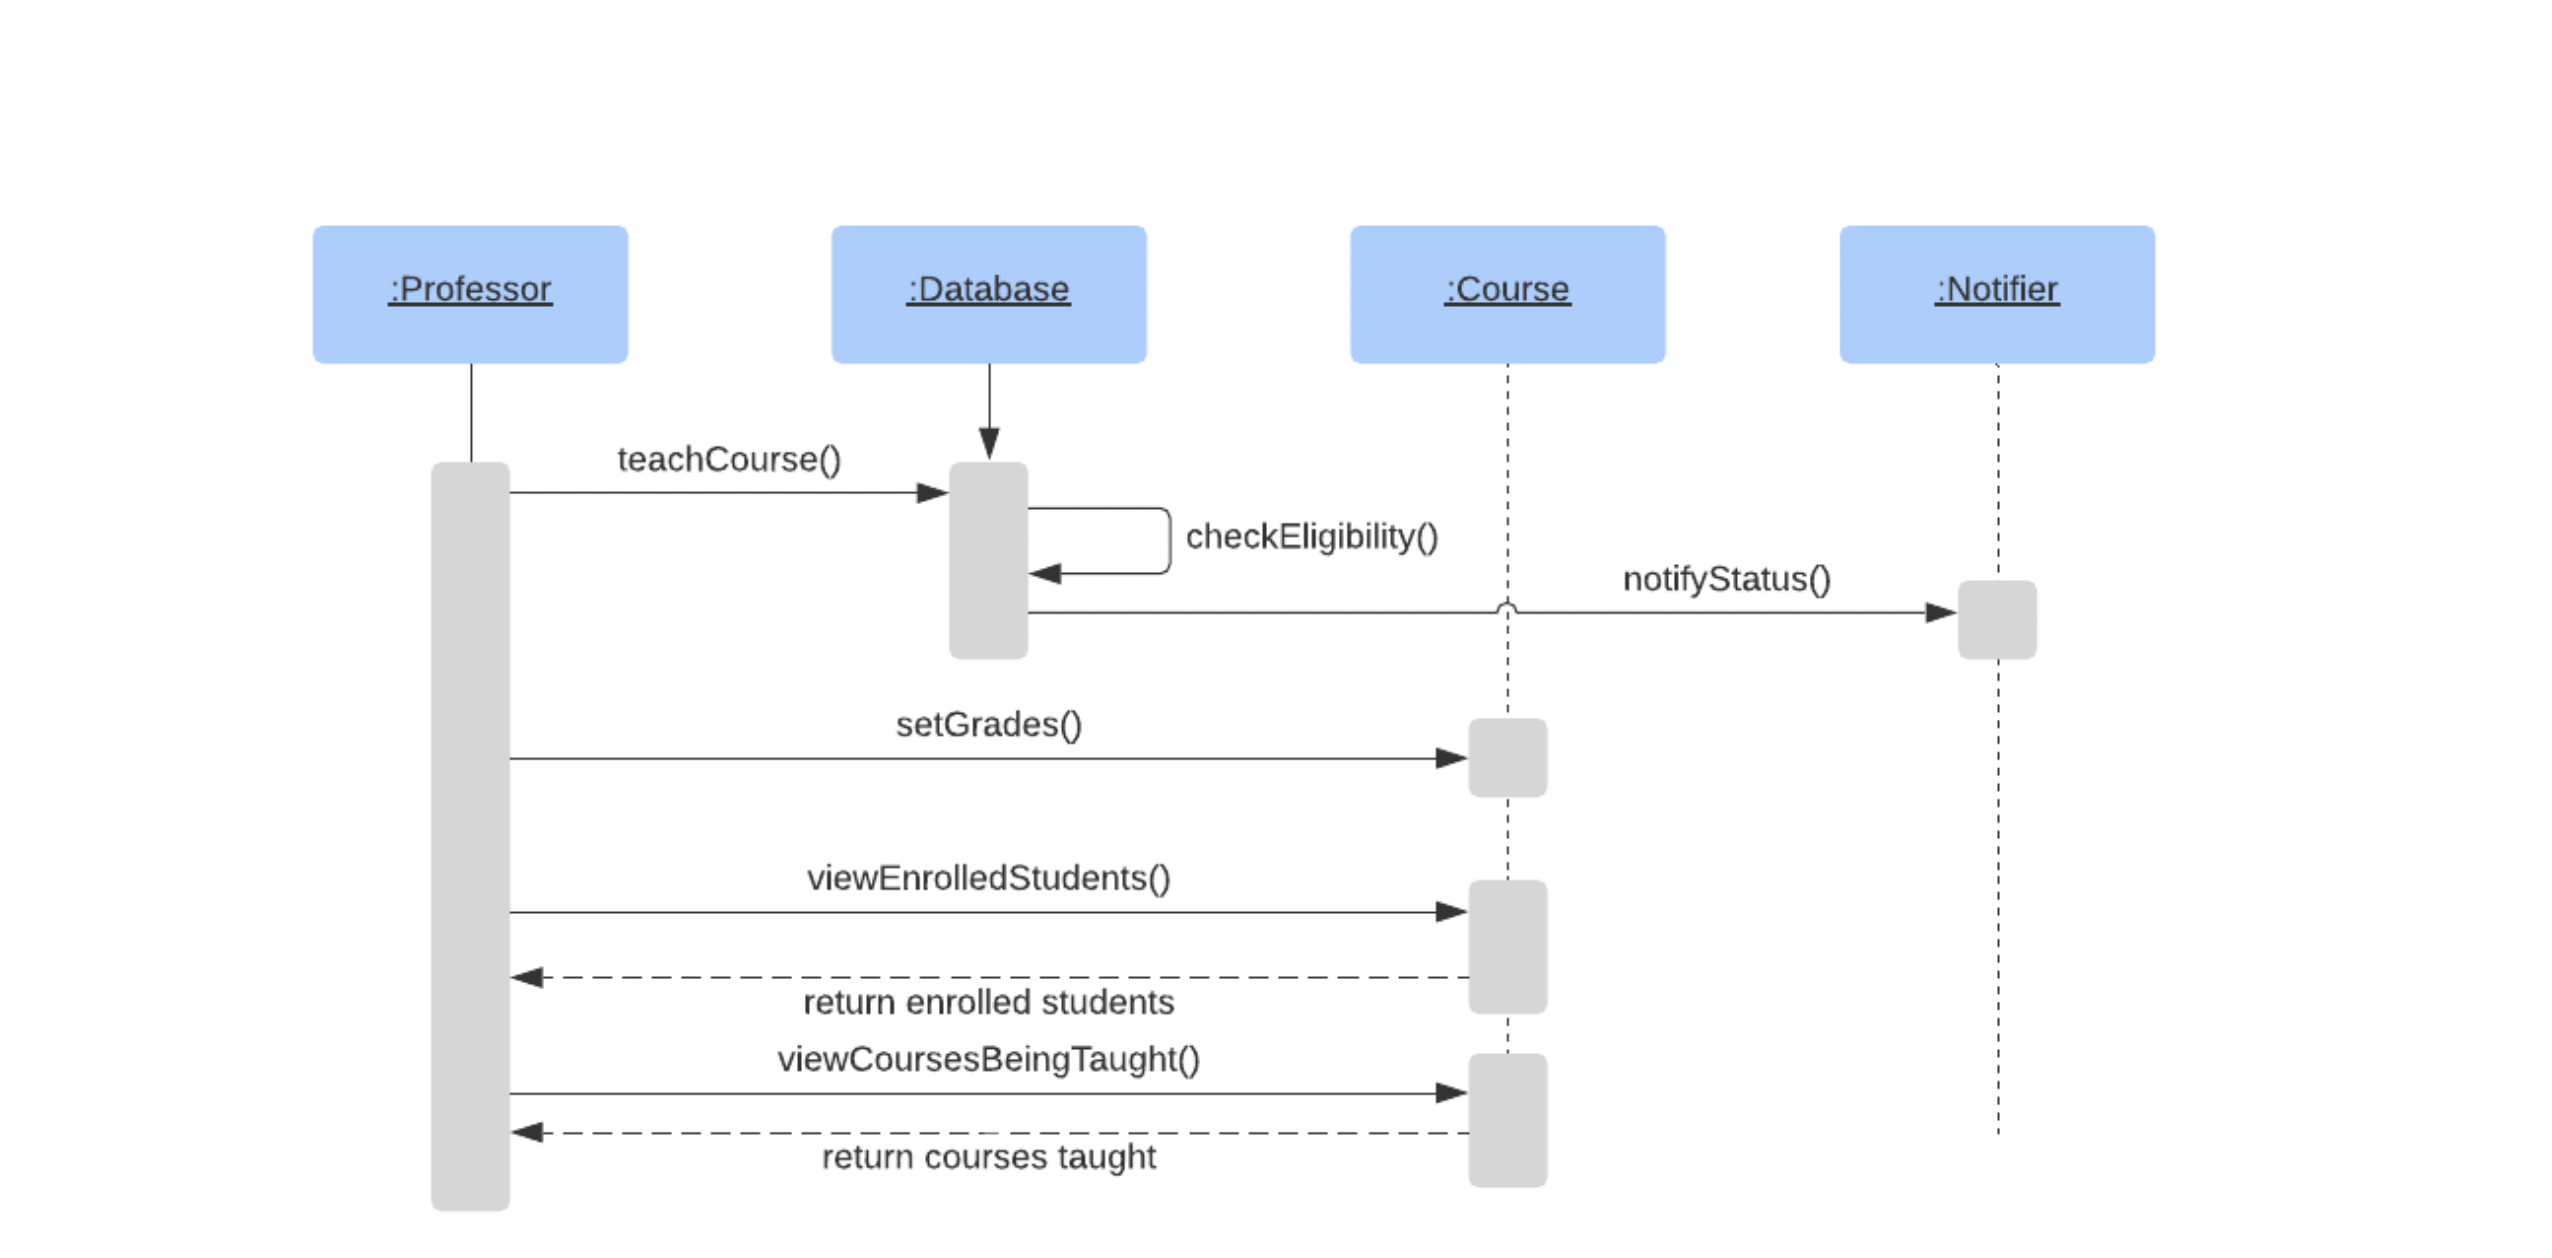 :Professor
:Database
:Course
:Notifier
teachCourse()
checkEligibility()
notifyStatus()
setGrades()
viewEnrolledStudents()
return enrolled students
viewCoursesBeingTaught()
return courses taught